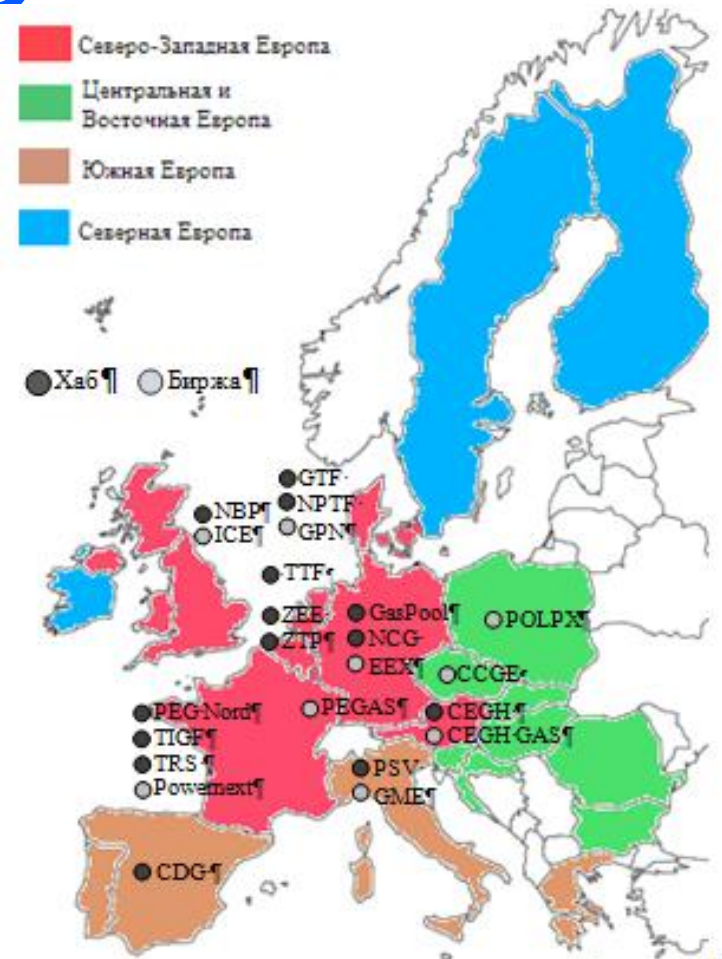 Северо-Западная Европа
Центральная и
Восточная Европа
Южная Европа
Северная Европа
Хаб¶ Биржа¶
GTF·
NPTF·
GPN¶
NBP¶
ICE¶
TTF¶
ZEE·
ZTP¶
GasPool¶
NCG·
EEX¶
POLPX¶
CCGE¶
PEGAS¶
CEGH·¶
CEGH·GAS¶
PEG·Nord¶
TIGF¶
TRS·¶
Powernext¶
PSV·
GME¶
CDG·¶